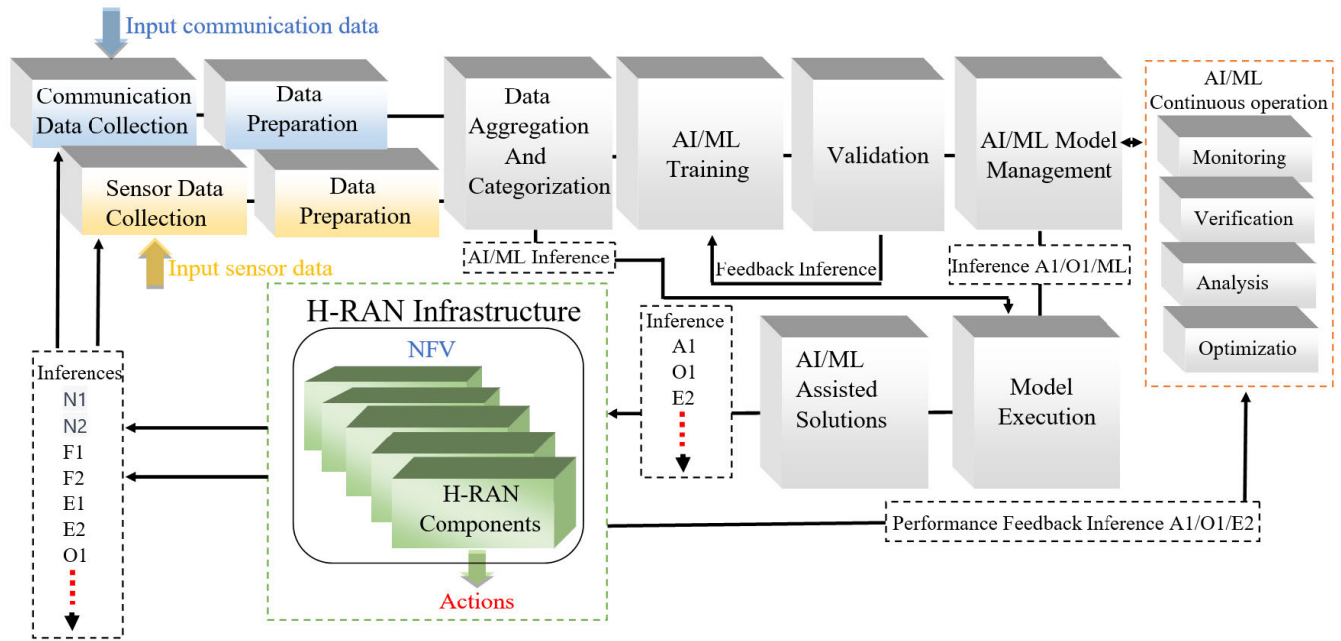 Input communication data
Communication
Data Collection
Data
Preparation
Sensor Data
Collection
Data
Preparation
Input sensor data
Data
Aggregation
And
Categorization
AI/ML
Training
Validation
AI/ML Model
Management
AI/ML
Continuous operation
Monitoring
Verification
Analysis
Optimizatio
AI/ML Inference
Feedback Inference
Inference A1/O1/ML
H-RAN Infrastructure
NFV
H-RAN
Components
Actions
Inference
A1
O1
E2
AI/ML
Assisted
Solutions
Model
Execution
Inferences
N1
N2
F1
F2
E1
E2
O1
Performance Feedback Inference A1/O1/E2